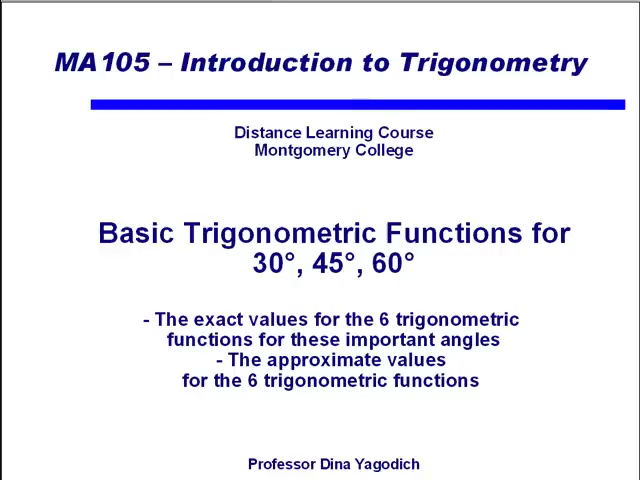 MA105 – Introduction to Trigonometry
Distance Learning Course
Montgomery College
Basic Trigonometric Functions for
30°, 45°, 60°
- The exact values for the 6 trigonometric
functions for these important angles
- The approximate values
for the 6 trigonometric functions
Professor Dina Yagodich